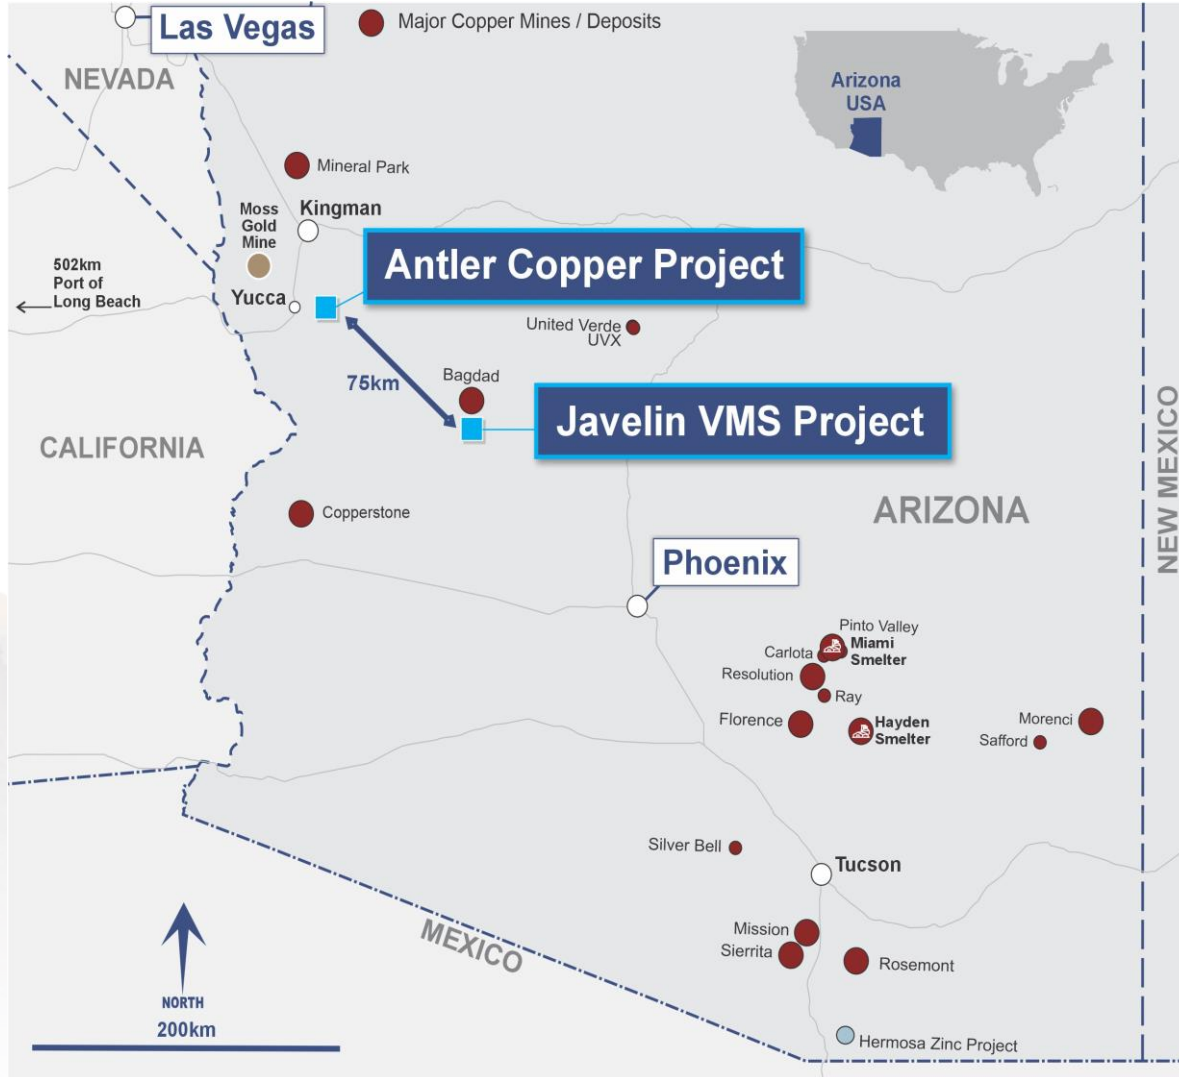 Las Vegas
Major Copper Mines / Deposits
NEVADA
Arizona
USA
Mineral Park
Moss
Gold
Mine
Kingman
Antler Copper Project
502km
Port of
Long Beach
Yucca
United Verde
UVX
75km
Bagdad
Javelin VMS Project
CALIFORNIA
NEW MEXICO
Copperstone
ARIZONA
Phoenix
Pinto Valley
Carlota
Miami
Smelter
Resolution
Ray
Florence
Hayden
Smelter
Morenci
Safford
Silver Bell
Tucson
MEXICO
Mission
Sierrita
Rosemont
NORTH
200km
Hermosa Zinc Project